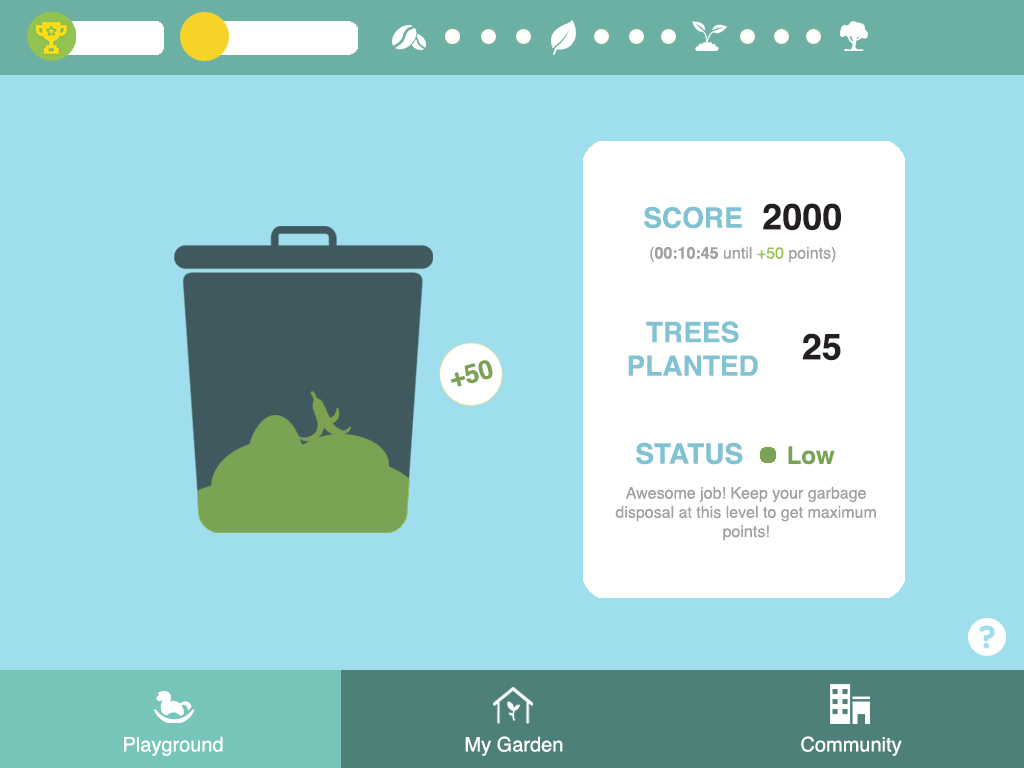 +50
SCORE 2000
(00:10:45 until +50 points)
TREES
PLANTED
25
STATUS Low
Awesome job! Keep your garbage
disposal at this level to get maximum
points!
?
Playground
My Garden
Community